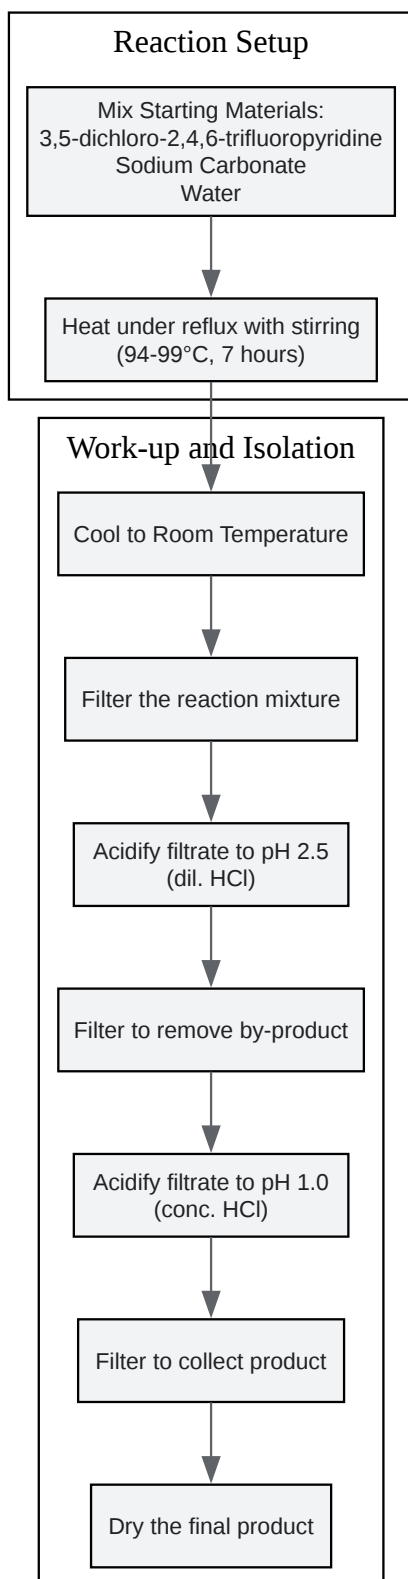 Reaction Setup
Mix Starting Materials:
3,5-dichloro-2,4,6-trifluoropyridine
Sodium Carbonate
Water
Heat under reflux with stirring
(94-99°C, 7 hours)
Work-up and Isolation
Cool to Room Temperature
Filter the reaction mixture
Acidify filtrate to pH 2.5
(dil. HCl)
Filter to remove by-product
Acidify filtrate to pH 1.0
(conc. HCl)
Filter to collect product
Dry the final product